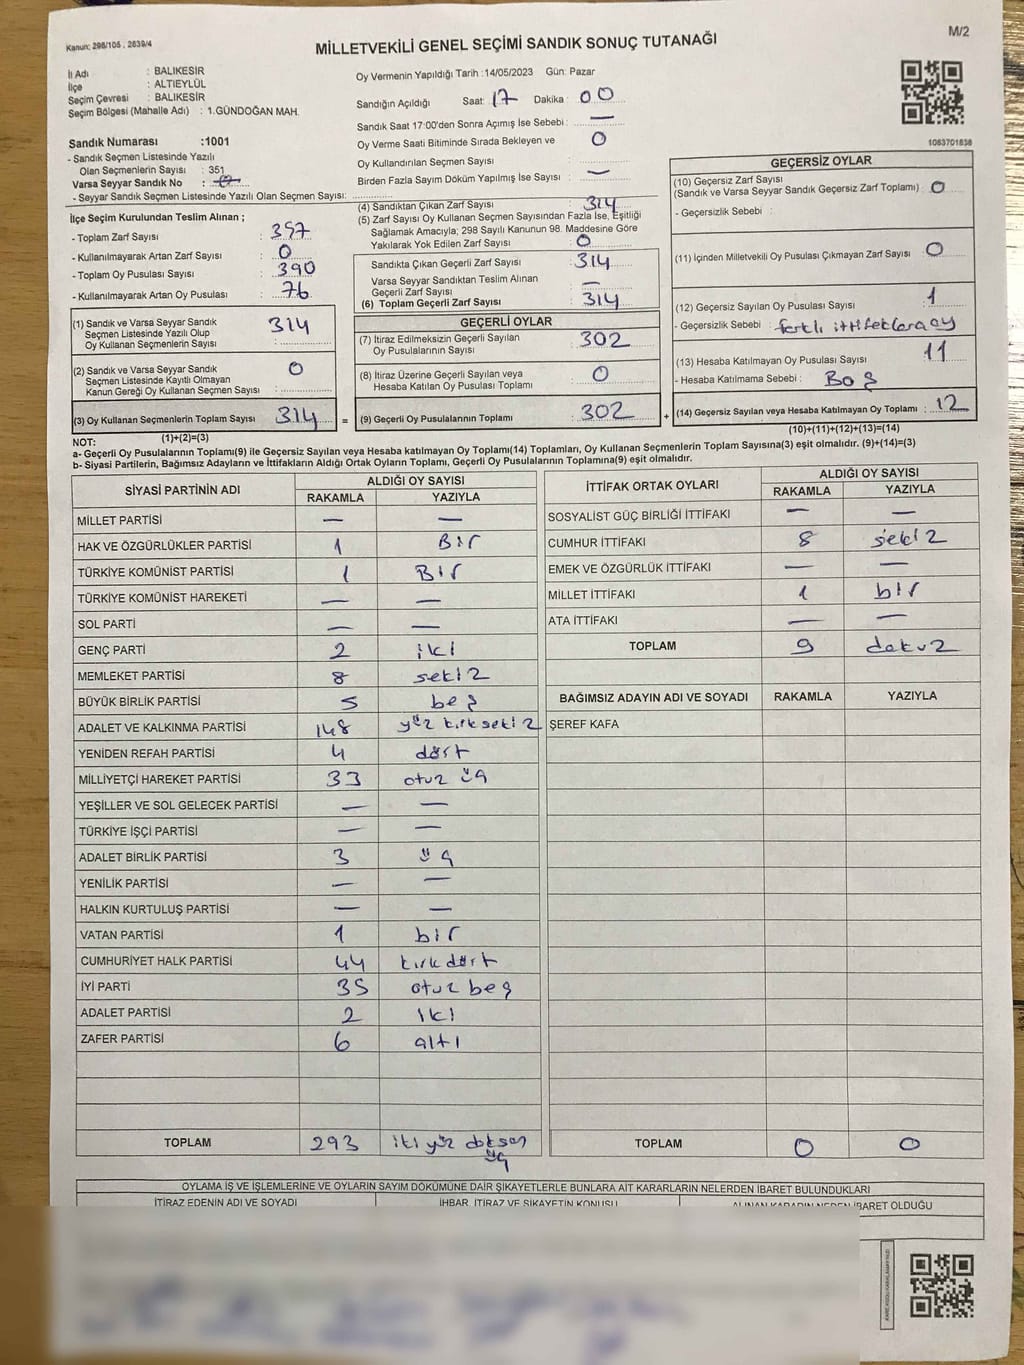 Kanun: 298/105 , 2839/4
M/2
MİLLETVEKİLİ GENEL SEÇİMİ SANDIK SONUÇ TUTANAĞI
İl Adı : BALIKESİR
İlçe : ALTIEYLÜL
Seçim Çevresi : BALIKESİR
Seçim Bölgesi (Mahalle Adı) : 1.GÜNDOĞAN MAH.
Oy Vermenin Yapıldığı Tarih :14/05/2023 Gün: Pazar
Sandığın Açıldığı Saat: 17 Dakika : 00
Sandık Saat 17:00'den Sonra Açımış İse Sebebi : —
Oy Verme Saati Bitiminde Sırada Bekleyen ve 0
Oy Kullandırılan Seçmen Sayısı :
Birden Fazla Sayım Döküm Yapılmış İse Sayısı : —
1063701838
Sandık Numarası :1001
- Sandık Seçmen Listesinde Yazılı
Olan Seçmenlerin Sayısı : 351
Varsa Seyyar Sandık No :
- Seyyar Sandık Seçmen Listesinde Yazılı Olan Seçmen Sayısı:
İlçe Seçim Kurulundan Teslim Alınan ;
- Toplam Zarf Sayısı : 357
- Kullanılmayarak Artan Zarf Sayısı : 0
- Toplam Oy Pusulası Sayısı : 390
- Kullanılmayarak Artan Oy Pusulası : 76
(1) Sandık ve Varsa Seyyar Sandık
Seçmen Listesinde Yazılı Olup
Oy Kullanan Seçmenlerin Sayısı : 314
(2) Sandık ve Varsa Seyyar Sandık
Seçmen Listesinde Kayıtlı Olmayan
Kanun Gereği Oy Kullanan Seçmen Sayısı : 0
(3) Oy Kullanan Seçmenlerin Toplam Sayısı : 314 =
(1)+(2)=(3)
(4) Sandıktan Çıkan Zarf Sayısı : 314
(5) Zarf Sayısı Oy Kullanan Seçmen Sayısından Fazla İse, Eşitliği
Sağlamak Amacıyla; 298 Sayılı Kanunun 98. Maddesine Göre
Yakılarak Yok Edilen Zarf Sayısı : 0
Sandıkta Çıkan Geçerli Zarf Sayısı : 314
Varsa Seyyar Sandıktan Teslim Alınan
Geçerli Zarf Sayısı : —
(6) Toplam Geçerli Zarf Sayısı : 314
GEÇERLİ OYLAR
(7) İtiraz Edilmeksizin Geçerli Sayılan
Oy Pusulalarının Sayısı : 302
(8) İtiraz Üzerine Geçerli Sayılan veya
Hesaba Katılan Oy Pusulası Toplamı : 0
(9) Geçerli Oy Pusulalarının Toplamı : 302 +
GEÇERSİZ OYLAR
(10) Geçersiz Zarf Sayısı
(Sandık ve Varsa Seyyar Sandık Geçersiz Zarf Toplamı) : 0
- Geçersizlik Sebebi :
(11) İçinden Milletvekili Oy Pusulası Çıkmayan Zarf Sayısı : 0
(12) Geçersiz Sayılan Oy Pusulası Sayısı : 1
- Geçersizlik Sebebi : farklı ittifaklara oy
(13) Hesaba Katılmayan Oy Pusulası Sayısı : 11
- Hesaba Katılmama Sebebi : Boş
(14) Geçersiz Sayılan veya Hesaba Katılmayan Oy Toplamı : 12
(10)+(11)+(12)+(13)=(14)
NOT:
a- Geçerli Oy Pusulalarının Toplamı(9) ile Geçersiz Sayılan veya Hesaba katılmayan Oy Toplamı(14) Toplamları, Oy Kullanan Seçmenlerin Toplam Sayısına(3) eşit olmalıdır. (9)+(14)=(3)
b- Siyasi Partilerin, Bağımsız Adayların ve İttifakların Aldığı Ortak Oyların Toplamı, Geçerli Oy Pusulalarının Toplamına(9) eşit olmalıdır.
SİYASİ PARTİNİN ADI ALDIĞI OY SAYISI
RAKAMLA YAZIYLA
MİLLET PARTİSİ — —
HAK VE ÖZGÜRLÜKLER PARTİSİ 1 Bir
TÜRKİYE KOMÜNİST PARTİSİ 1 Bir
TÜRKİYE KOMÜNİST HAREKETİ — —
SOL PARTİ — —
GENÇ PARTİ 2 iki
MEMLEKET PARTİSİ 8 sekiz
BÜYÜK BİRLİK PARTİSİ 5 beş
ADALET VE KALKINMA PARTİSİ 148 yüz kırk sekiz
YENİDEN REFAH PARTİSİ 4 dört
MİLLİYETÇİ HAREKET PARTİSİ 33 otuz üç
YEŞİLLER VE SOL GELECEK PARTİSİ — —
TÜRKİYE İŞÇİ PARTİSİ — —
ADALET BİRLİK PARTİSİ 3 üç
YENİLİK PARTİSİ — —
HALKIN KURTULUŞ PARTİSİ — —
VATAN PARTİSİ 1 bir
CUMHURİYET HALK PARTİSİ 44 kırk dört
İYİ PARTİ 35 otuz beş
ADALET PARTİSİ 2 iki
ZAFER PARTİSİ 6 altı
TOPLAM 293 iki yüz doksan
üç
İTTİFAK ORTAK OYLARI ALDIĞI OY SAYISI
RAKAMLA YAZIYLA
SOSYALİST GÜÇ BİRLİĞİ İTTİFAKI — —
CUMHUR İTTİFAKI 8 sekiz
EMEK VE ÖZGÜRLÜK İTTİFAKI — —
MİLLET İTTİFAKI 1 bir
ATA İTTİFAKI — —
TOPLAM 9 dokuz
BAĞIMSIZ ADAYIN ADI VE SOYADI RAKAMLA YAZIYLA
ŞEREF KAFA
TOPLAM 0 0
OYLAMA İŞ VE İŞLEMLERİNE VE OYLARIN SAYIM DÖKÜMÜNE DAİR ŞİKAYETLERLE BUNLARA AİT KARARLARIN NELERDEN İBARET BULUNDUKLARI
İTİRAZ EDENİN ADI VE SOYADI İHBAR, İTİRAZ VE ŞİKAYETİN KONUSU ALINAN KARARIN NEDEN İBARET OLDUĞU